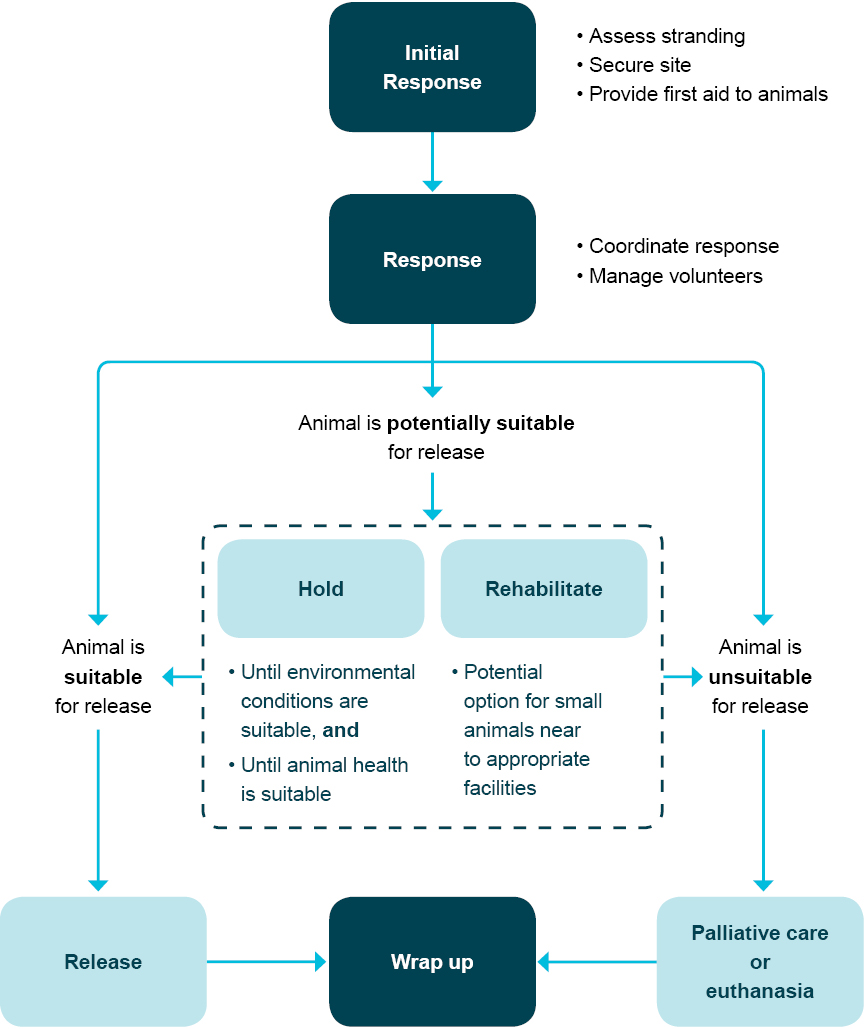 Initial
Response
• Assess stranding
• Secure site
• Provide first aid to animals
Response
• Coordinate response
• Manage volunteers
Animal is potentially suitable
for release
Hold
Rehabilitate
Animal is
suitable
for release
• Until environmental
conditions are
suitable, and
• Until animal health
is suitable
• Potential
option for small
animals near
to appropriate
facilities
Animal is
unsuitable
for release
Release
Wrap up
Palliative care
or
euthanasia